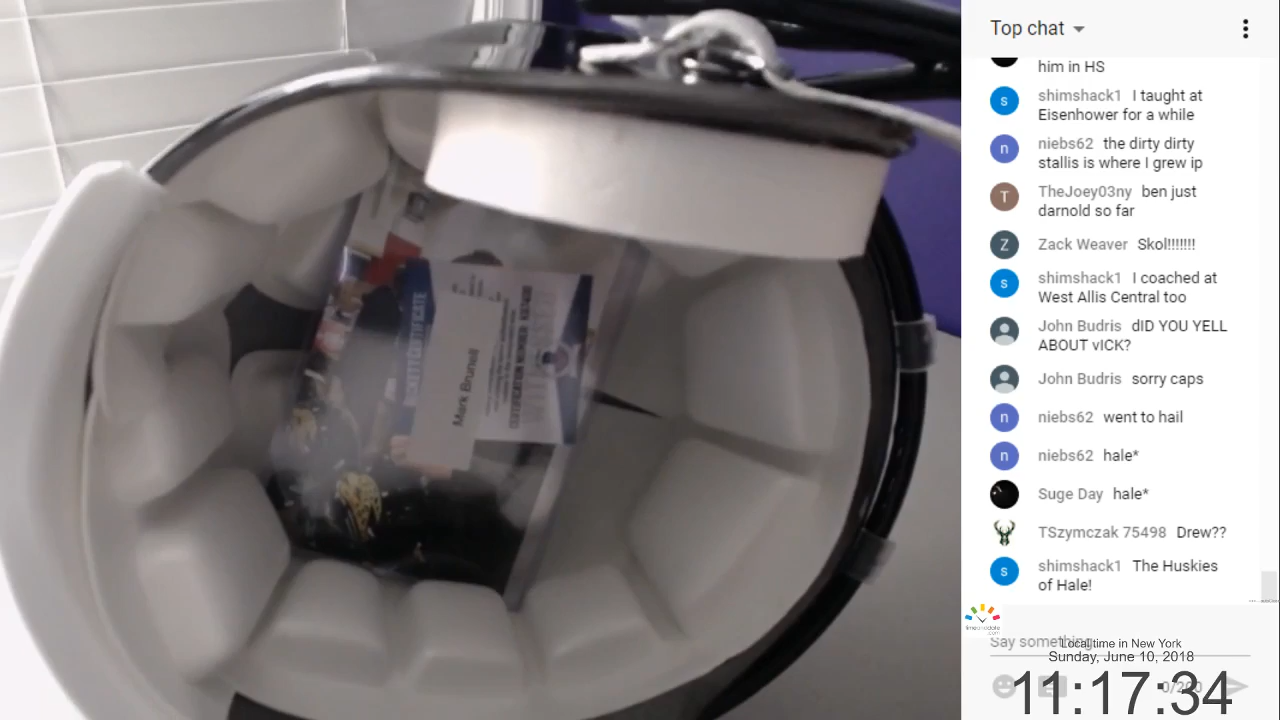 Top chat
him in HS
shimshack1 I taught at
Eisenhower for a while
niebs62 the dirty dirty
stallis is where I grew ip
TheJoey03ny ben just
darnold so far
Zack Weaver Skol!!!!!!!
shimshack1 I coached at
West Allis Central too
John Budris dID YOU YELL
ABOUT vICK?
John Budris sorry caps
niebs62 went to hail
niebs62 hale*
Suge Day hale*
TSzymczak 75498 Drew??
shimshack1 The Huskies
of Hale!
Say something
Local time in New York
Sunday, June 10, 2018
11:17:34
Mark Brunell
CERTIFICATION NUMBER: